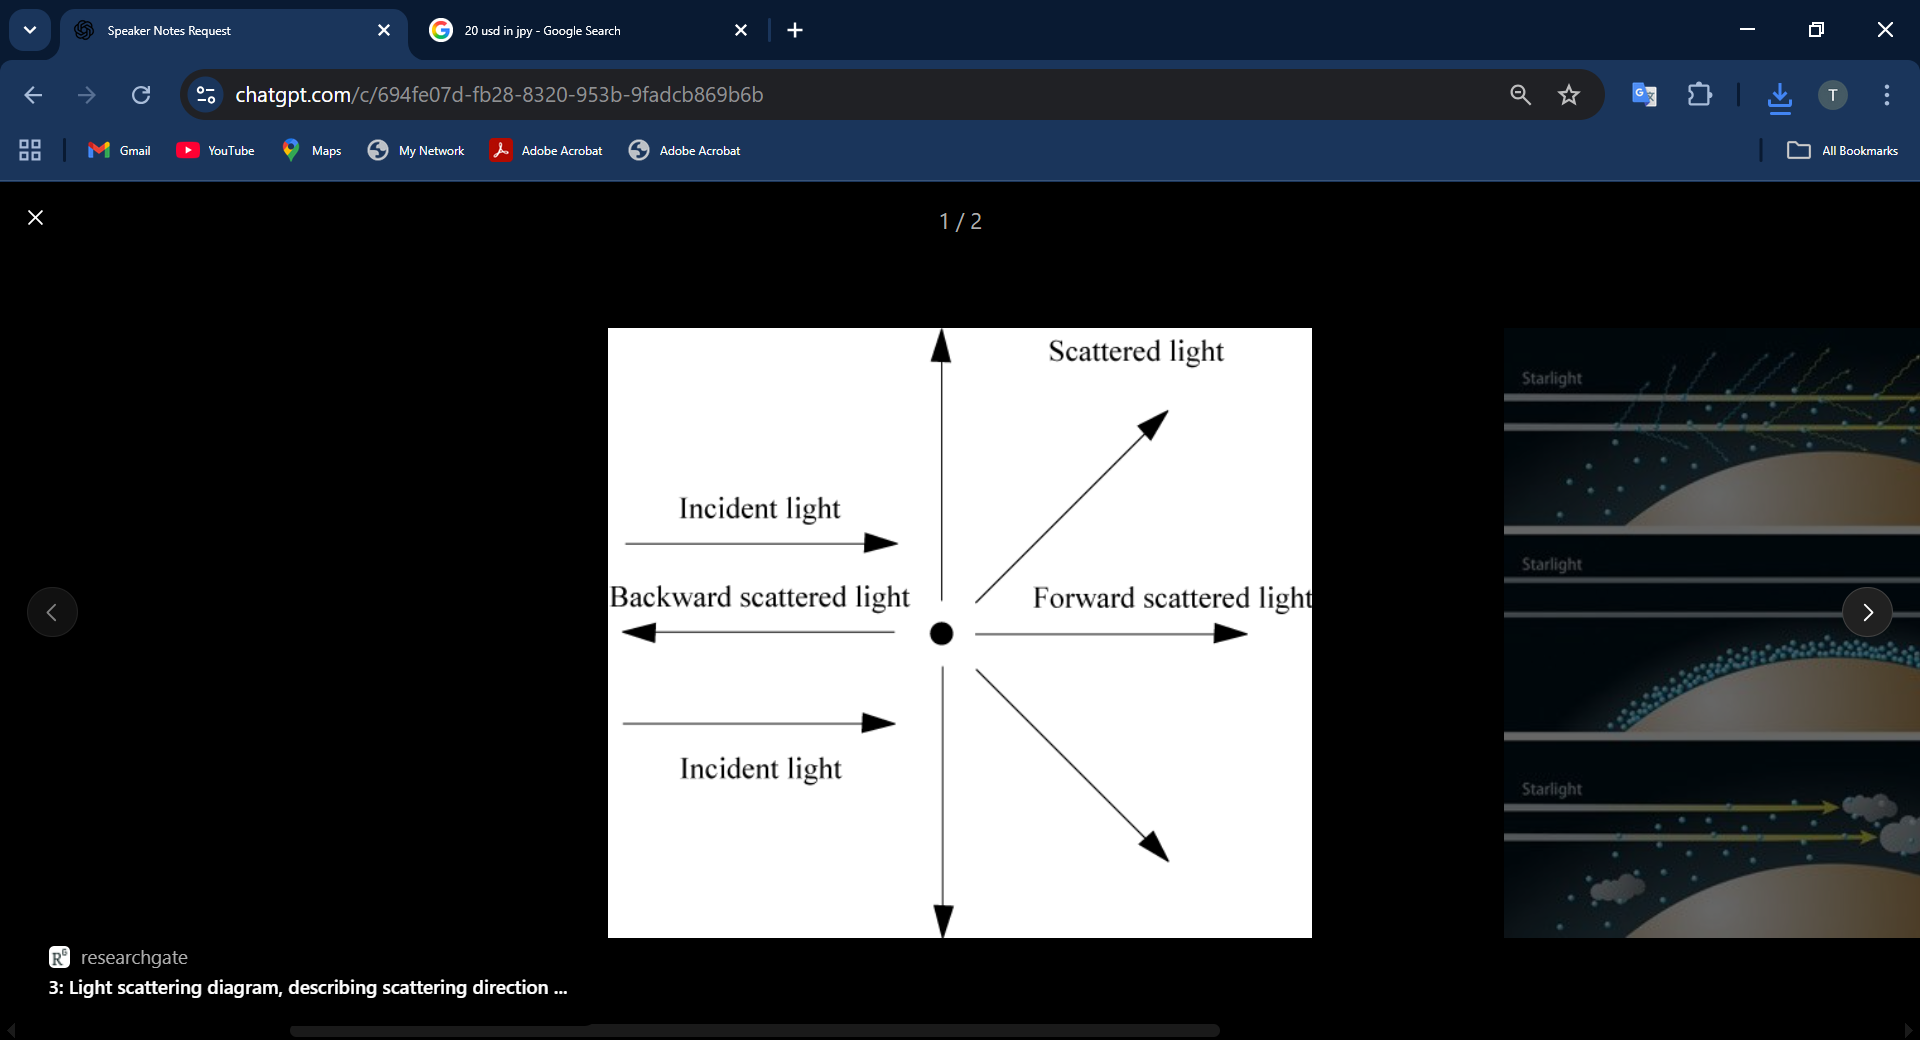 Speaker Notes Request
20 usd in jpy - Google Search
chatgpt.com/c/694fe07d-fb28-8320-953b-9fadcb869b6b
T
Gmail
YouTube
Maps
My Network
Adobe Acrobat
Adobe Acrobat
All Bookmarks
1 / 2
Scattered light
Incident light
Backward scattered light
Forward scattered light
Incident light
Starlight
Starlight
Starlight
R^G researchgate
3: Light scattering diagram, describing scattering direction ...